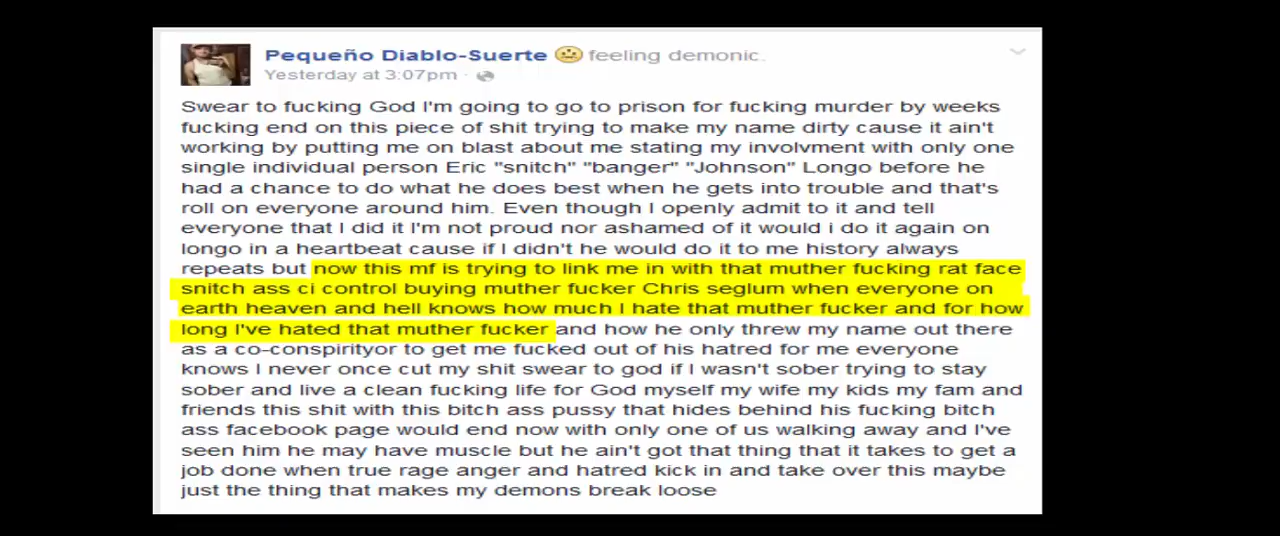 Pequeño Diablo-Suerte feeling demonic.
Yesterday at 3:07pm ·
Swear to fucking God I'm going to go to prison for fucking murder by weeks
fucking end on this piece of shit trying to make my name dirty cause it ain't
working by putting me on blast about me stating my involvment with only one
single individual person Eric "snitch" "banger" "Johnson" Longo before he
had a chance to do what he does best when he gets into trouble and that's
roll on everyone around him. Even though I openly admit to it and tell
everyone that I did it I'm not proud nor ashamed of it would i do it again on
longo in a heartbeat cause if I didn't he would do it to me history always
repeats but now this mf is trying to link me in with that muther fucking rat face
snitch ass ci control buying muther fucker Chris seglum when everyone on
earth heaven and hell knows how much I hate that muther fucker and for how
long I've hated that muther fucker and how he only threw my name out there
as a co-conspirityor to get me fucked out of his hatred for me everyone
knows I never once cut my shit swear to god if I wasn't sober trying to stay
sober and live a clean fucking life for God myself my wife my kids my fam and
friends this shit with this bitch ass pussy that hides behind his fucking bitch
ass facebook page would end now with only one of us walking away and I've
seen him he may have muscle but he ain't got that thing that it takes to get a
job done when true rage anger and hatred kick in and take over this maybe
just the thing that makes my demons break loose